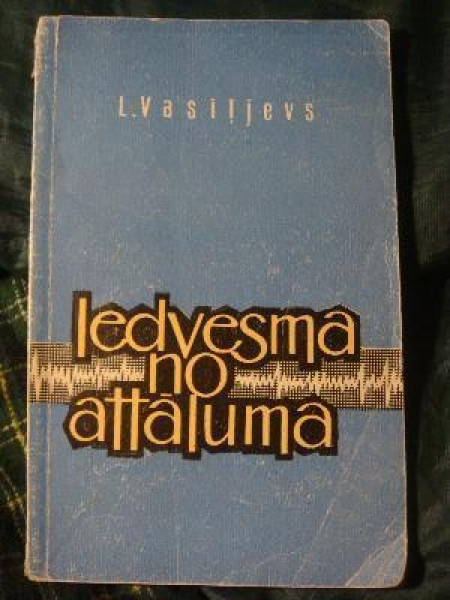 L.Vasiļjevs
Iedvesma
no
attāluma